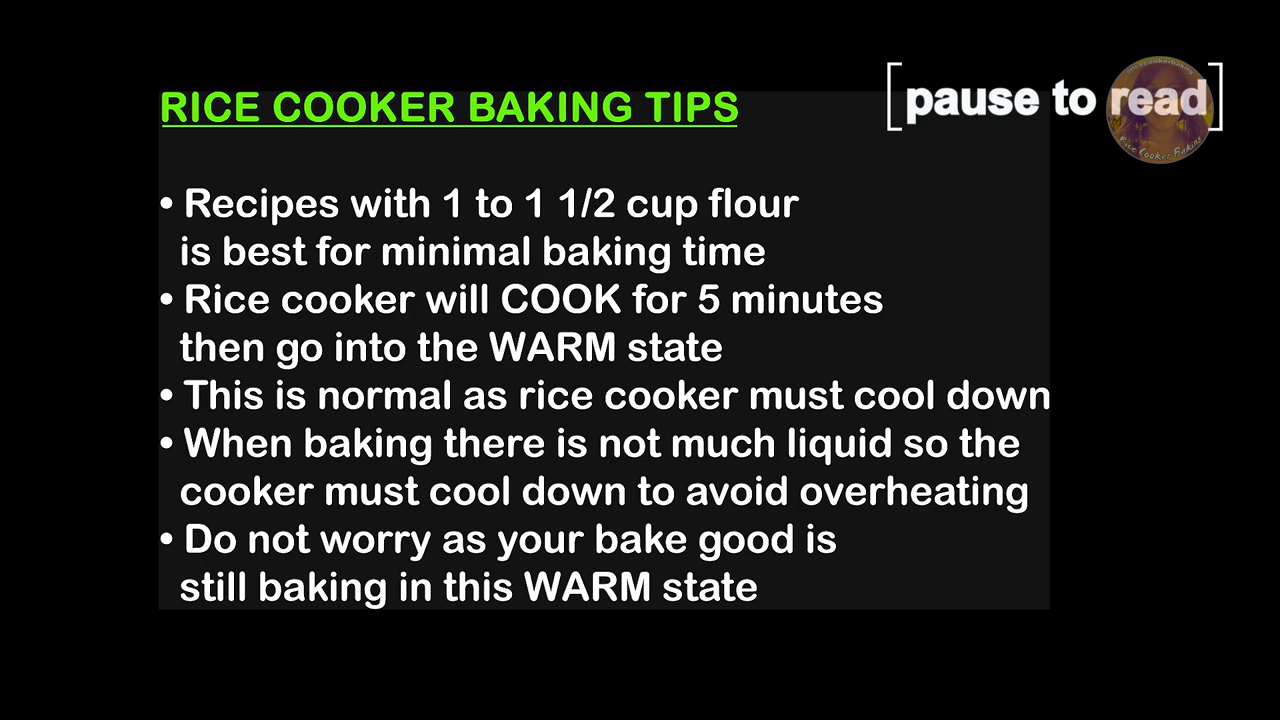 [pause to read]
RICE COOKER BAKING TIPS
• Recipes with 1 to 1 1/2 cup flour
is best for minimal baking time
• Rice cooker will COOK for 5 minutes
then go into the WARM state
• This is normal as rice cooker must cool down
• When baking there is not much liquid so the
cooker must cool down to avoid overheating
• Do not worry as your bake good is
still baking in this WARM state
Rice Cooker Baking